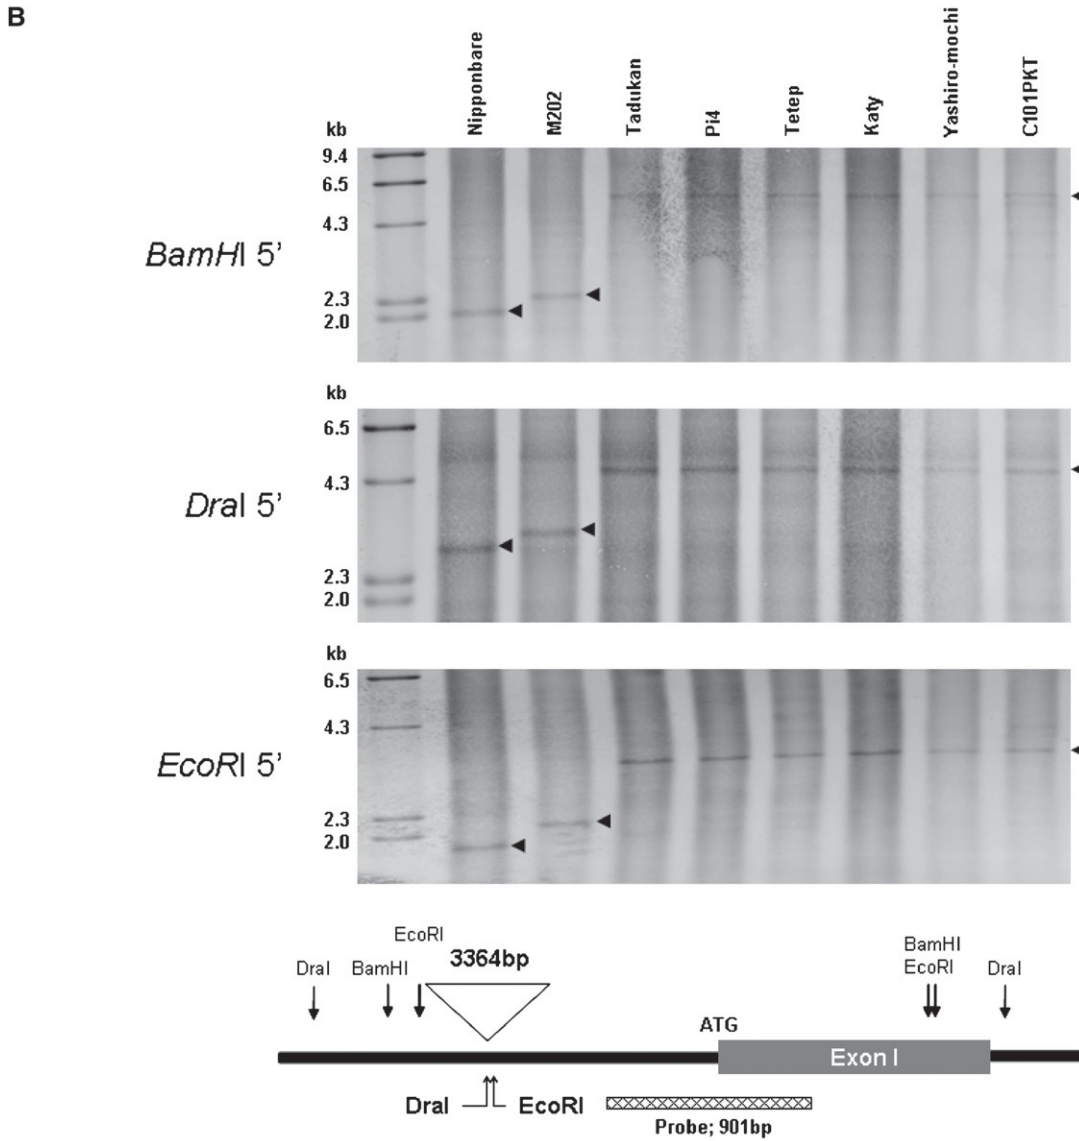 B
Nipponbare
M202
Tadukan
Pi4
Tetep
Katy
Yashiro-mochi
C101PKT
kb
9.4
6.5
4.3
2.3
2.0
BamHI 5’
kb
6.5
4.3
2.3
2.0
DraI 5’
kb
6.5
4.3
2.3
2.0
EcoRI 5’
EcoRI
3364bp
BamHI
DraI
BamHI
EcoRI
DraI
ATG
Exon I
DraI
EcoRI
Probe; 901bp